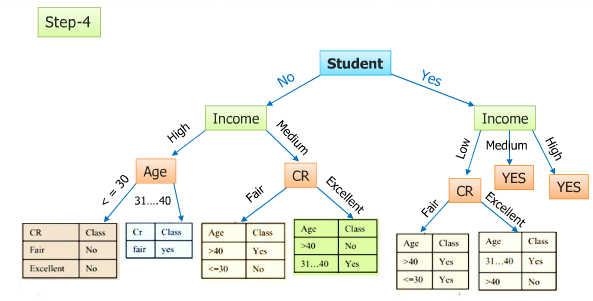 Step-4
Student
No
Yes
Income
Income
High
Medium
Low
Medium
High
Age
CR
CR
YES
YES
< = 30
31....40
Fair
Excellent
Fair
Excellent
CR Class
Fair No
Excellent No
Cr Class
fair yes
Age Class
>40 Yes
<=30 No
Age Class
>40 No
31...40 Yes
Age Class
>40 Yes
<=30 Yes
Age Class
31...40 Yes
>40 No